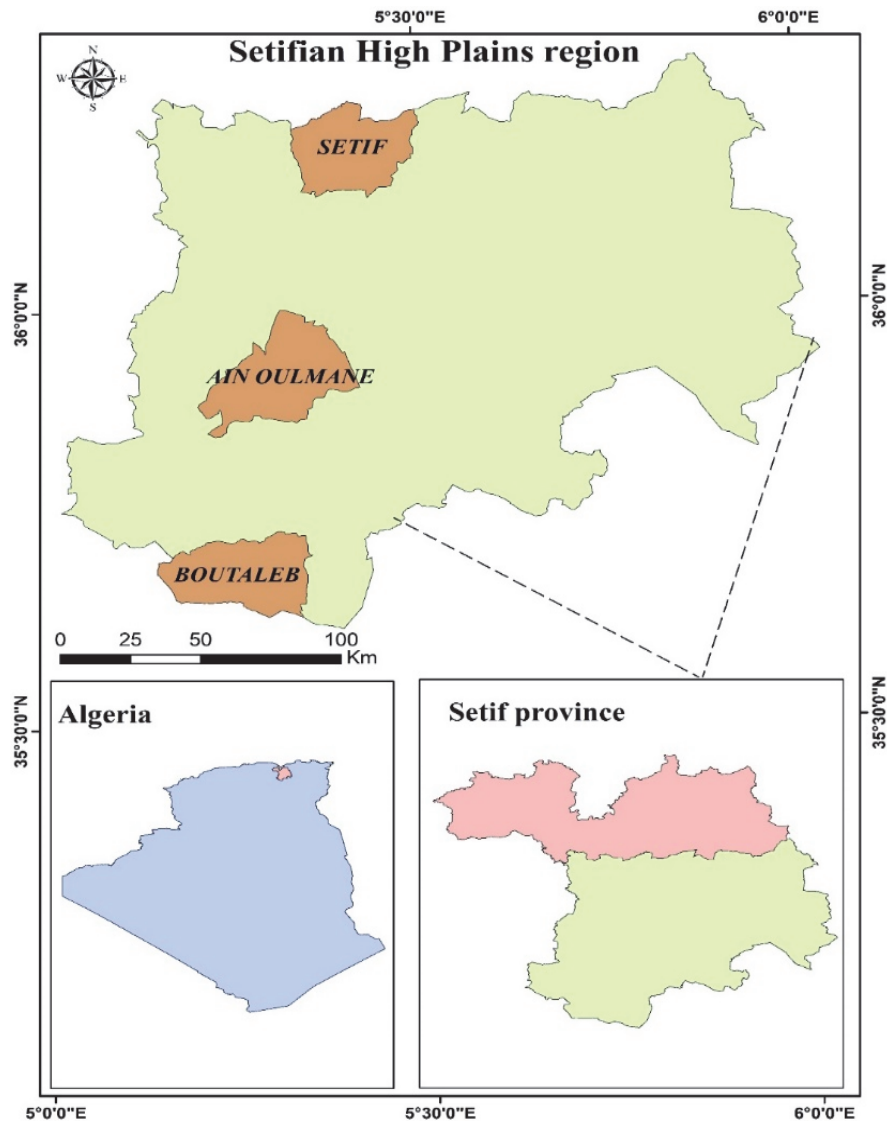 5°30'0"E
6°0'0"E
Setifian High Plains region
N
W
E
S
SETIF
36°0'0"N
36°0'0"N
AIN OULMANE
BOUTALEB
0 25 50 100
Km
35°30'0"N
35°30'0"N
Algeria
Setif province
5°0'0"E
5°30'0"E
6°0'0"E